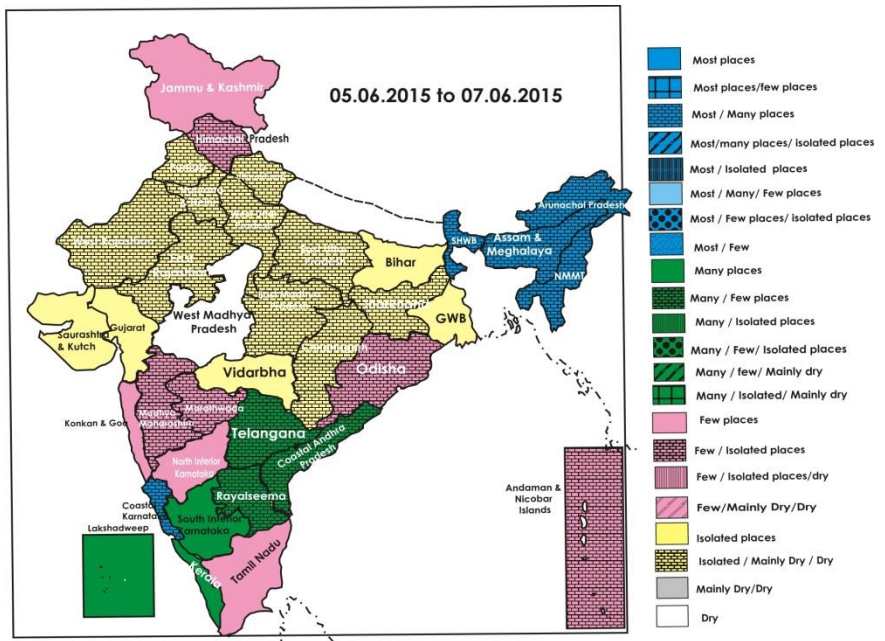 05.06.2015 to 07.06.2015
Jammu & Kashmir
Himachal Pradesh
West Rajasthan
East Uttar
Pradesh
Bihar
SHWB
Assam &
Meghalaya
Arunachal Pradesh
NMMT
GWB
West Madhya
Pradesh
Saurashtra
& Kutch
Gujarat
Vidarbha
Odisha
Konkan & Goa
Madhya
Maharashtra
Marathwada
Telangana
Coastal Andhra
Pradesh
North Interior
Karnataka
Rayalseema
Coastal
Karnataka
South Interior
Karnataka
Lakshadweep
Kerala
Tamil Nadu
Andaman &
Nicobar
Islands
Most places
Most places/few places
Most / Many places
Most/many places/ isolated places
Most / Isolated places
Most / Many/ Few places
Most / Few places/ isolated places
Most / Few
Many places
Many / Few places
Many / Isolated places
Many / Few/ Isolated places
Many / few/ Mainly dry
Many / Isolated/ Mainly dry
Few places
Few / Isolated places
Few / Isolated places/dry
Few/Mainly Dry/Dry
Isolated places
Isolated / Mainly Dry / Dry
Mainly Dry/Dry
Dry